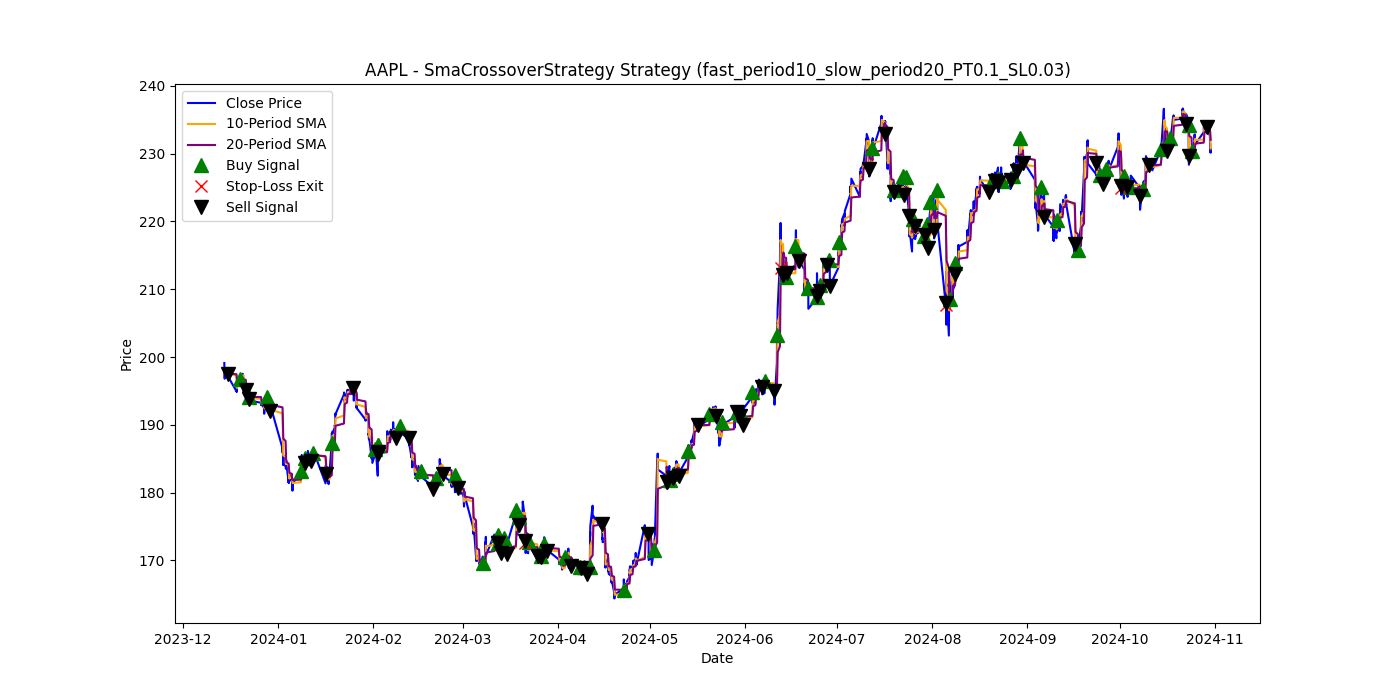 AAPL - SmaCrossoverStrategy Strategy (fast_period10_slow_period20_PT0.1_SL0.03)
240
230
220
210
200
190
180
170
Price
Close Price
10-Period SMA
20-Period SMA
Buy Signal
Stop-Loss Exit
Sell Signal
2023-12 2024-01 2024-02 2024-03 2024-04 2024-05 2024-06 2024-07 2024-08 2024-09 2024-10 2024-11
Date